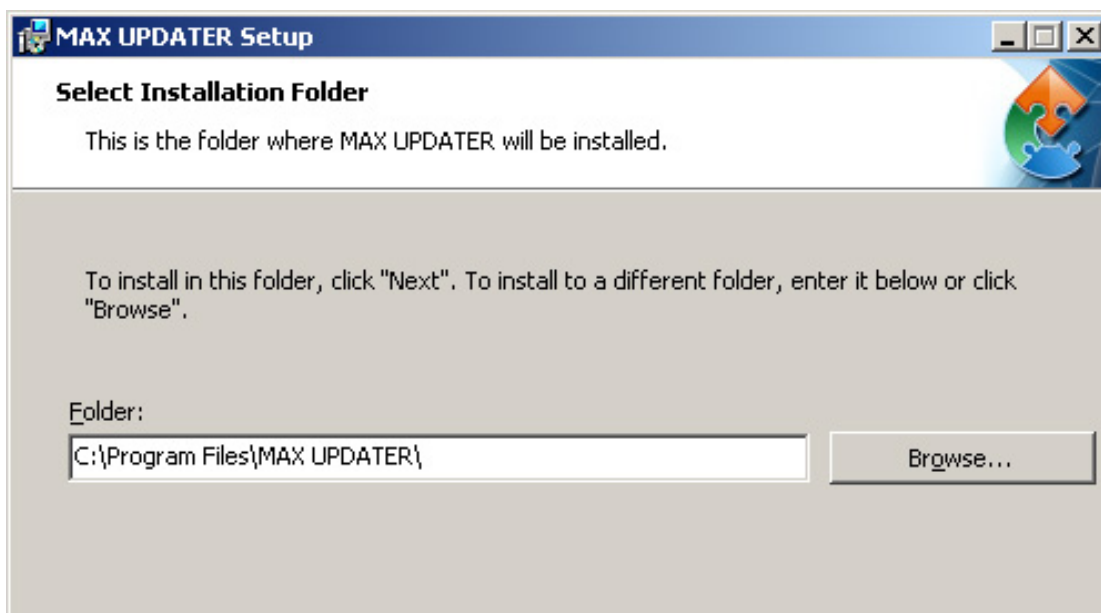 MAX UPDATER Setup
Select Installation Folder
This is the folder where MAX UPDATER will be installed.
To install in this folder, click "Next". To install to a different folder, enter it below or click
"Browse".
Folder:
C:\Program Files\MAX UPDATER\
Browse...